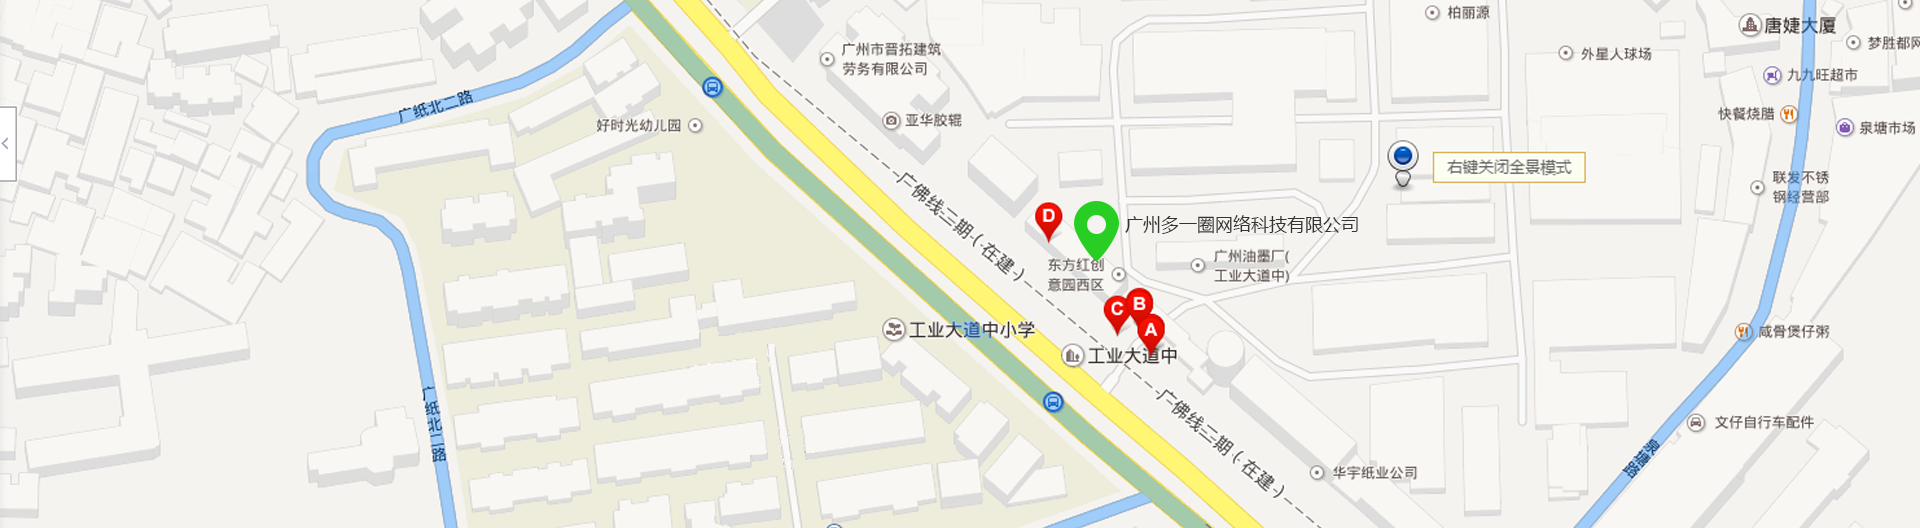 柏丽源
唐婕大厦
广州市晋拓建筑
劳务有限公司
外星人球场
梦胜都网
九九旺超市
广纸北二路
快餐烧腊
好时光幼儿园
亚华胶辊
泉塘市场
右键关闭全景模式
联发不锈
钢经营部
广佛线二期(在建)
D
广州多一圈网络科技有限公司
东方红创
意园西区
广州油墨厂(
工业大道中)
C
B
A
工业大道中小学
工业大道中
咸骨煲仔粥
广纸北二路
广佛线二期(在建)
文仔自行车配件
泉塘路
华宇纸业公司